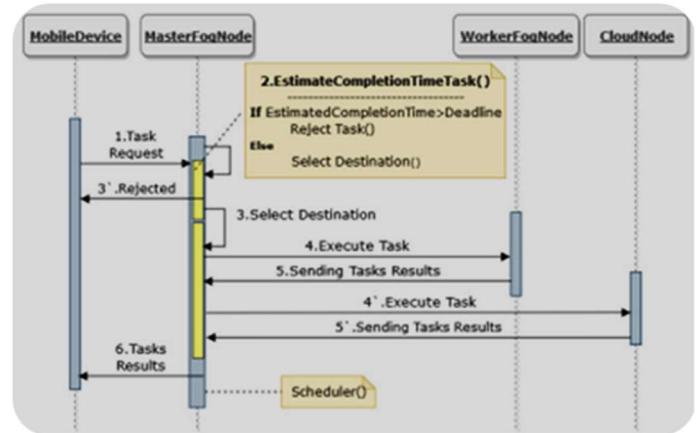 MobileDevice
MasterFogNode
WorkerFogNode
CloudNode
2.EstimateCompletionTimeTask()
If EstimatedCompletionTime>Deadline
Reject Task()
Else
Select Destination()
1.Task
Request
3`.Rejected
3.Select Destination
4.Execute Task
5.Sending Tasks Results
4`.Execute Task
5`.Sending Tasks Results
6.Tasks
Results
Scheduler()